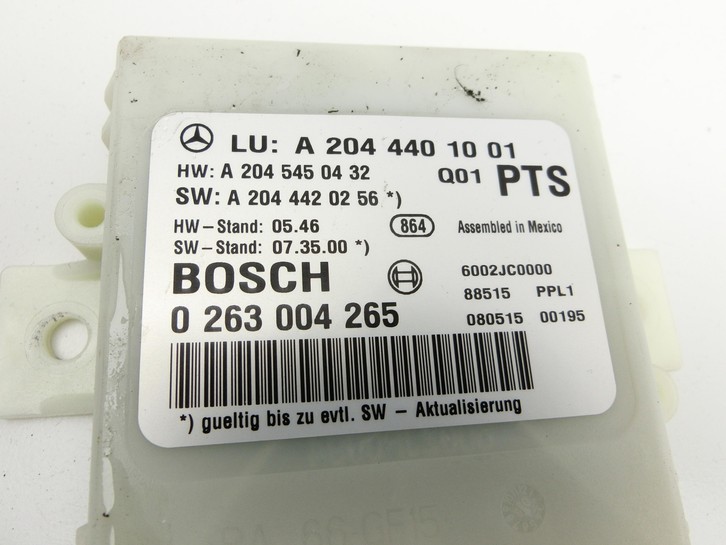 LU: A 204 440 10 01
HW: A 204 545 04 32 Q01 PTS
SW: A 204 442 02 56 *)
HW-Stand: 05.46 864 Assembled in Mexico
SW-Stand: 07.35.00 *)
BOSCH 6002JC0000
88515 PPL1
0 263 004 265 080515 00195
*) gueltig bis zu evtl. SW - Aktualisierung